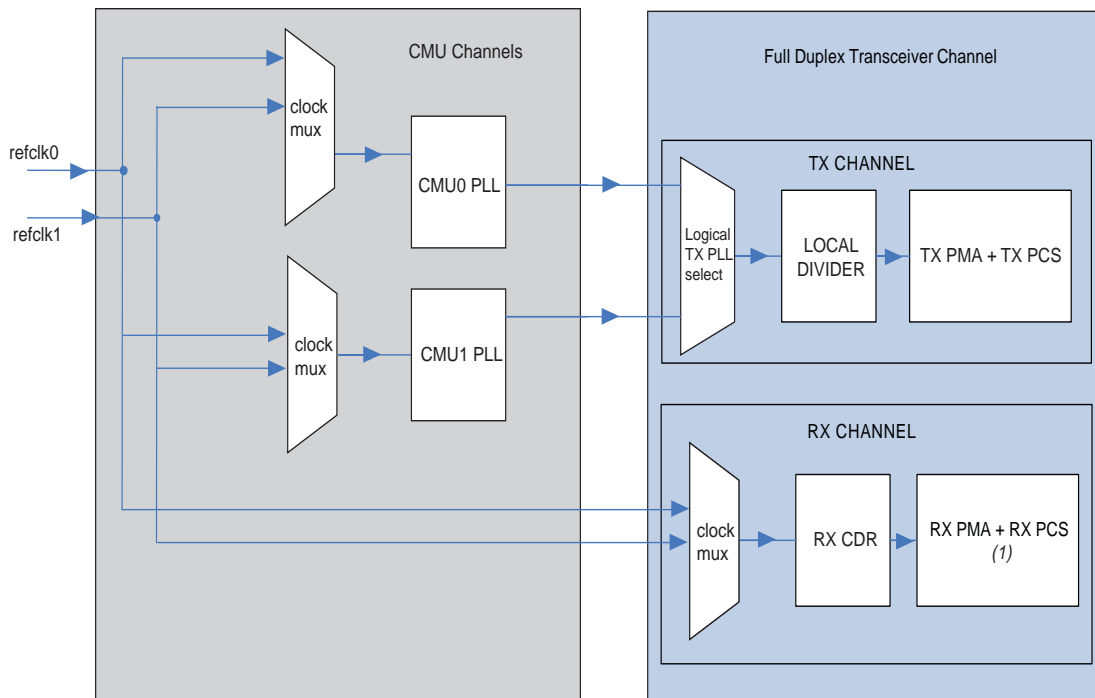 CMU Channels
Full Duplex Transceiver Channel
clock
mux
refclk0
refclk1
CMU0 PLL
TX CHANNEL
Logical
TX PLL
select
LOCAL
DIVIDER
TX PMA + TX PCS
clock
mux
CMU1 PLL
RX CHANNEL
clock
mux
RX CDR
RX PMA + RX PCS
(1)